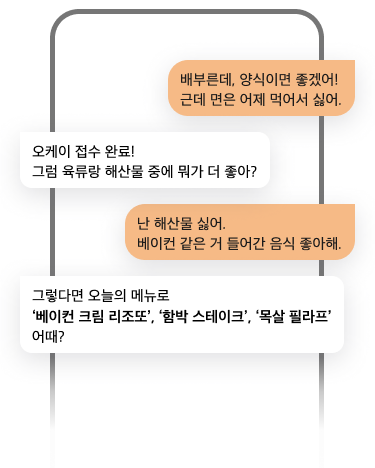 배부른데, 양식이면 좋겠어!
근데 면은 어제 먹어서 싫어.
오케이 접수 완료!
그럼 육류랑 해산물 중에 뭐가 더 좋아?
난 해산물 싫어.
베이컨 같은 거 들어간 음식 좋아해.
그렇다면 오늘의 메뉴로
‘베이컨 크림 리조또’, ‘함박 스테이크’, ‘목살 필라프’
어때?